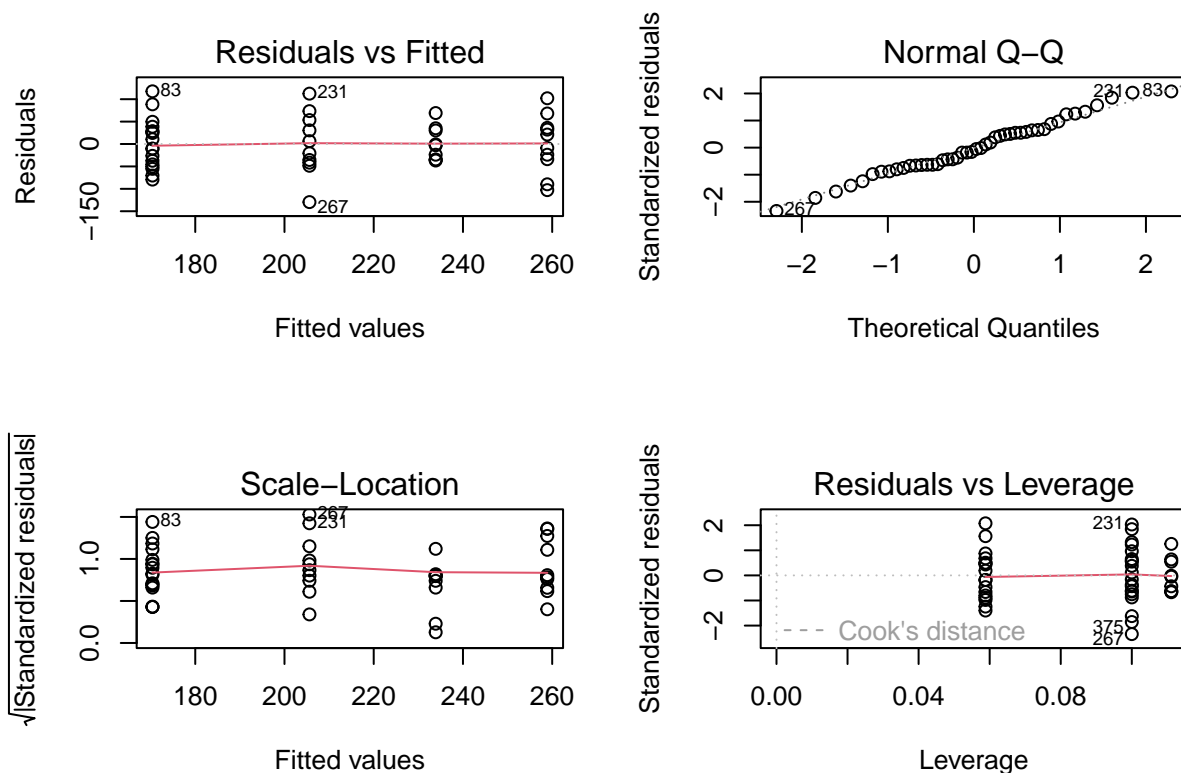 Residuals vs Fitted
Residuals
0
−150
83
231
267
180 200 220 240 260
Fitted values
Normal Q−Q
Standardized residuals
2
0
−2
231 83
267
−2 −1 0 1 2
Theoretical Quantiles
Scale−Location
√|Standardized residuals|
1.0
0.0
83
267
231
180 200 220 240 260
Fitted values
Residuals vs Leverage
Standardized residuals
2
0
−2
231
375
267
Cook's distance
0.00 0.04 0.08
Leverage